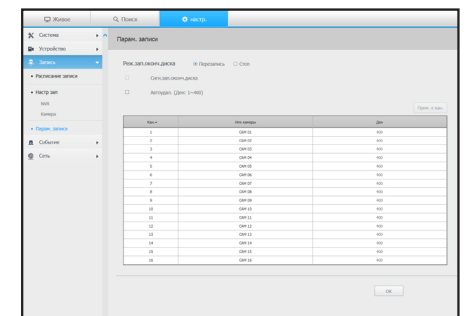 Живое
Поиск
настр.
Система
Устройство
Запись
Расписание записи
Настр зап
Камера
Парам. записи
Событие
Сеть
Парам. записи
Реж.зап.оконч.диска Перезапись Стоп
Сигн.зап.оконч.диска
Автоудал. (Дни: 1~400)
Прим. к кан.
Кан.
Имя камеры
Дни
1 CAM 01 400
2 CAM 02 400
3 CAM 03 400
4 CAM 04 400
5 CAM 05 400
6 CAM 06 400
7 CAM 07 400
8 CAM 08 400
9 CAM 09 400
10 CAM 10 400
11 CAM 11 400
12 CAM 12 400
13 CAM 13 400
14 CAM 14 400
15 CAM 15 400
16 CAM 16 400
OK